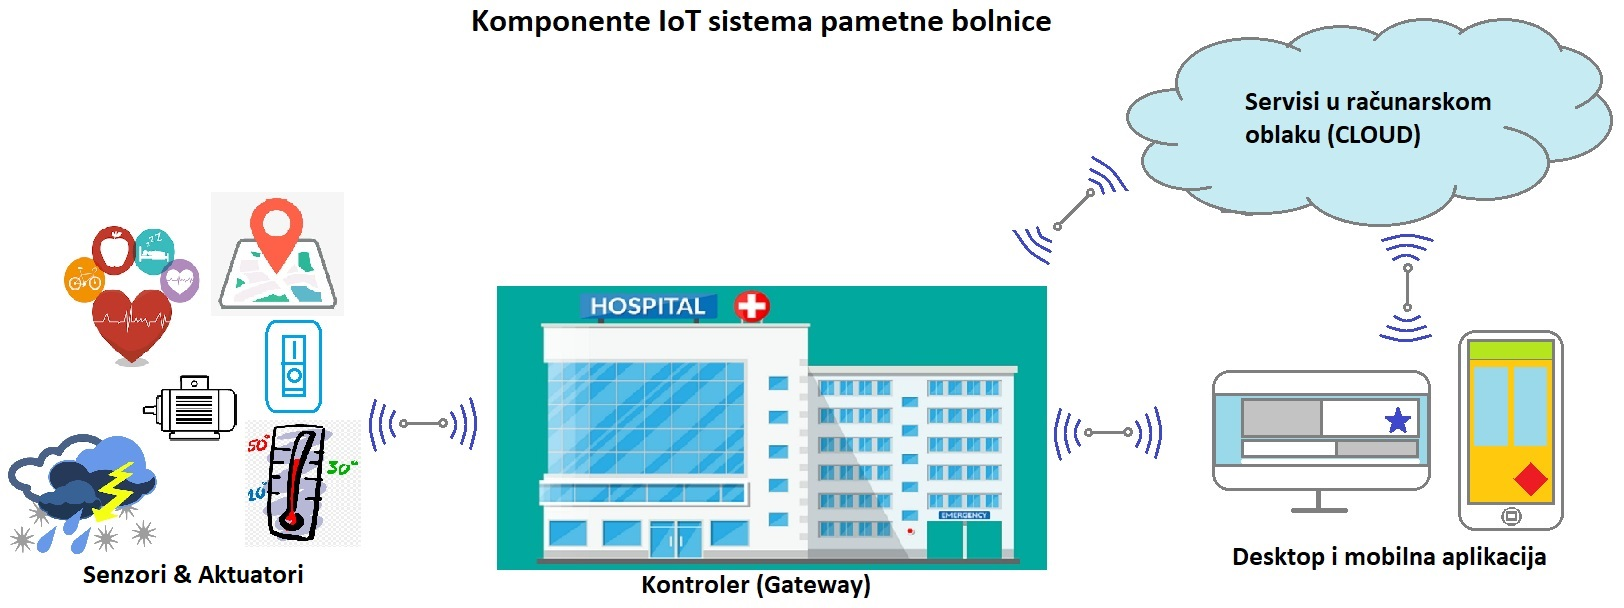 Komponente IoT sistema pametne bolnice
Servisi u računarskom
oblaku (CLOUD)
zzz
HOSPITAL
50°
30°
10°
EMERGENCY
Senzori & Aktuatori
Kontroler (Gateway)
Desktop i mobilna aplikacija